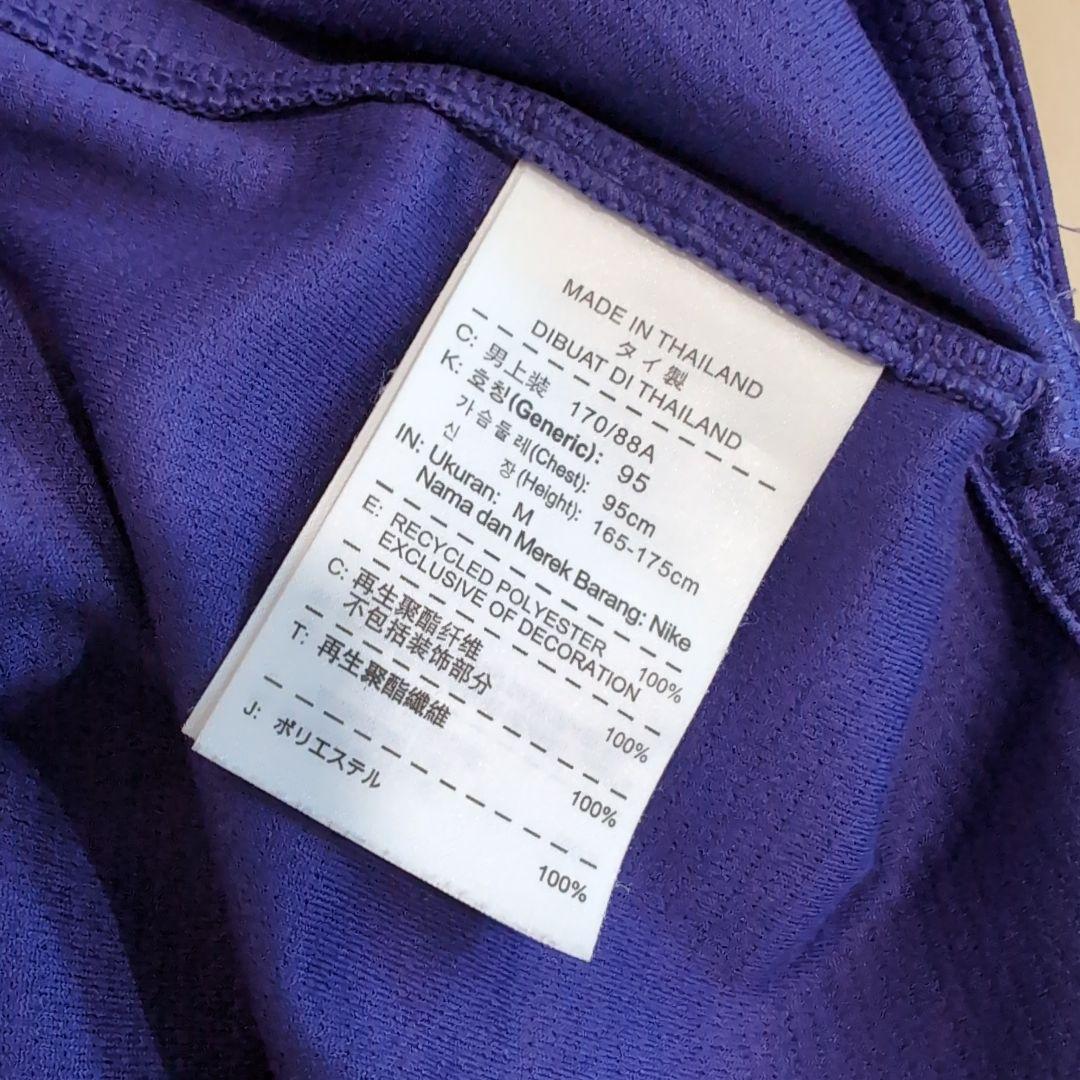 MADE IN THAILAND
タイ製
DIBUAT DI THAILAND
C: 男上装 170/88A
K: 호칭(Generic): 95
가슴둘레(Chest): 95cm
신 장(Height): 165-175cm
IN: Ukuran: M
Nama dan Merek Barang: Nike
E: RECYCLED POLYESTER 100%
EXCLUSIVE OF DECORATION
C: 再生聚酯纤维 100%
不包括装饰部分
T: 再生聚酯纖維 100%
J: ポリエステル 100%